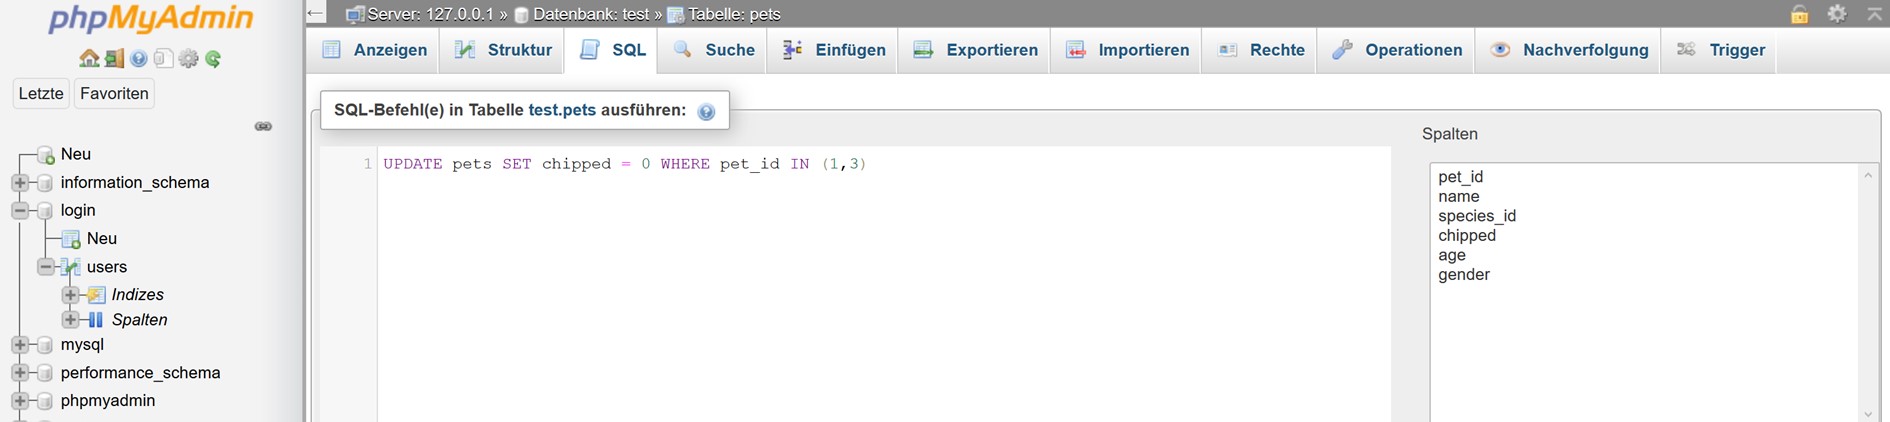 phpMyAdmin
Letzte Favoriten
Neu
information_schema
login
Neu
users
Indizes
Spalten
mysql
performance_schema
phpmyadmin
Server: 127.0.0.1 » Datenbank: test » Tabelle: pets
Anzeigen Struktur SQL Suche Einfügen Exportieren Importieren Rechte Operationen Nachverfolgung Trigger
SQL-Befehl(e) in Tabelle test.pets ausführen:
1 UPDATE pets SET chipped = 0 WHERE pet_id IN (1,3)
Spalten
pet_id
name
species_id
chipped
age
gender